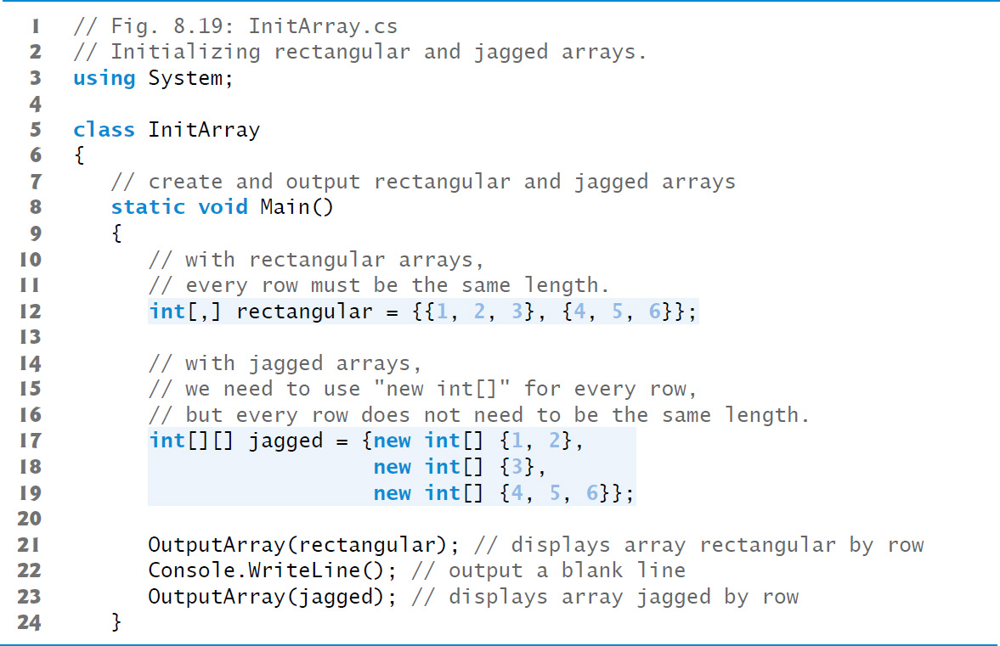 1 // Fig. 8.19: InitArray.cs
2 // Initializing rectangular and jagged arrays.
3 using System;
4
5 class InitArray
6 {
7    // create and output rectangular and jagged arrays
8    static void Main()
9    {
10       // with rectangular arrays,
11       // every row must be the same length.
12       int[,] rectangular = {{1, 2, 3}, {4, 5, 6}};
13
14       // with jagged arrays,
15       // we need to use "new int[]" for every row,
16       // but every row does not need to be the same length.
17       int[][] jagged = {new int[] {1, 2},
18                         new int[] {3},
19                         new int[] {4, 5, 6}};
20
21       OutputArray(rectangular); // displays array rectangular by row
22       Console.WriteLine(); // output a blank line
23       OutputArray(jagged); // displays array jagged by row
24    }